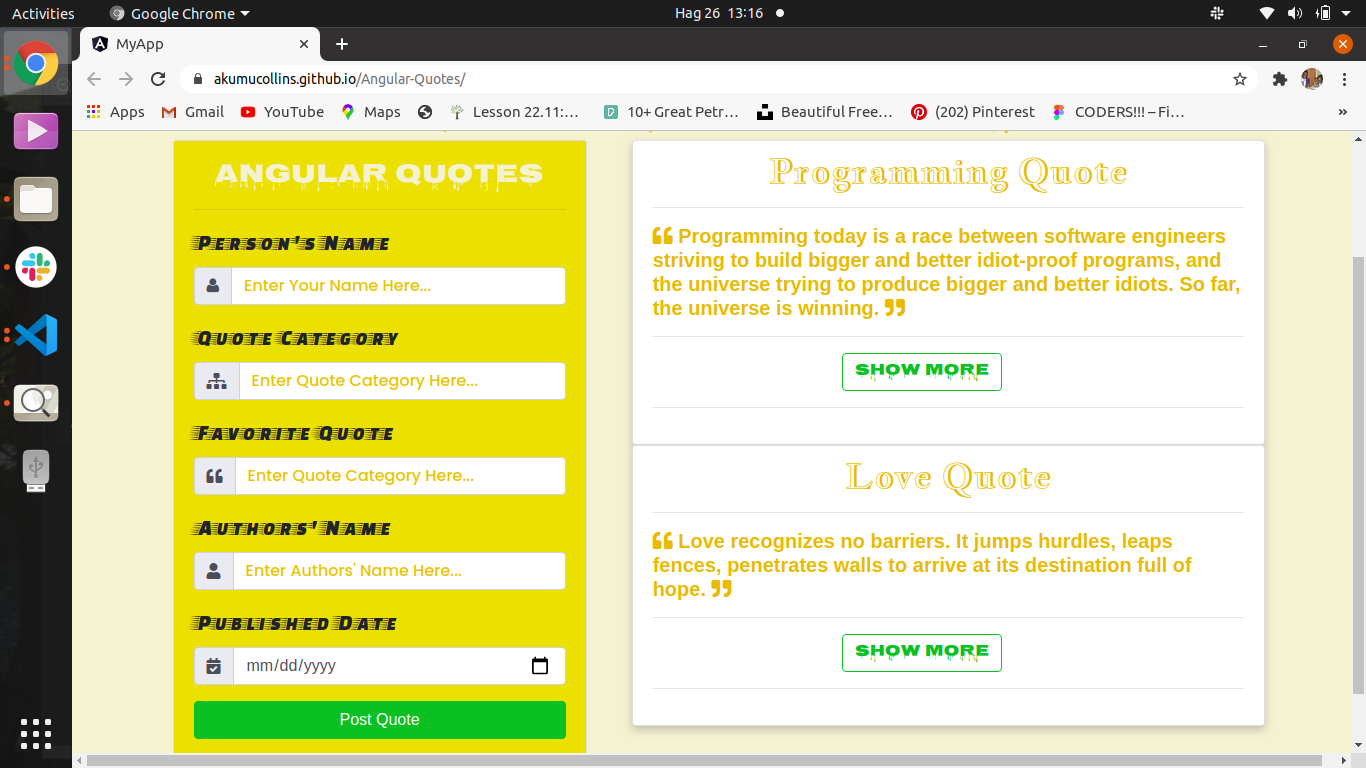 Activities
Google Chrome
Hag 26 13:16
MyApp
akumucollins.github.io/Angular-Quotes/
Apps
Gmail
YouTube
Maps
Lesson 22.11:...
10+ Great Petr...
Beautiful Free...
(202) Pinterest
CODERS!!! – Fi...
»
ANGULAR QUOTES
Person's Name
Enter Your Name Here...
Quote Category
Enter Quote Category Here...
Favorite Quote
Enter Quote Category Here...
Authors' Name
Enter Authors' Name Here...
Published Date
mm/dd/yyyy
Post Quote
Programming Quote
❝ Programming today is a race between software engineers
striving to build bigger and better idiot-proof programs, and
the universe trying to produce bigger and better idiots. So far,
the universe is winning. ❞
SHOW MORE
Love Quote
❝ Love recognizes no barriers. It jumps hurdles, leaps
fences, penetrates walls to arrive at its destination full of
hope. ❞
SHOW MORE